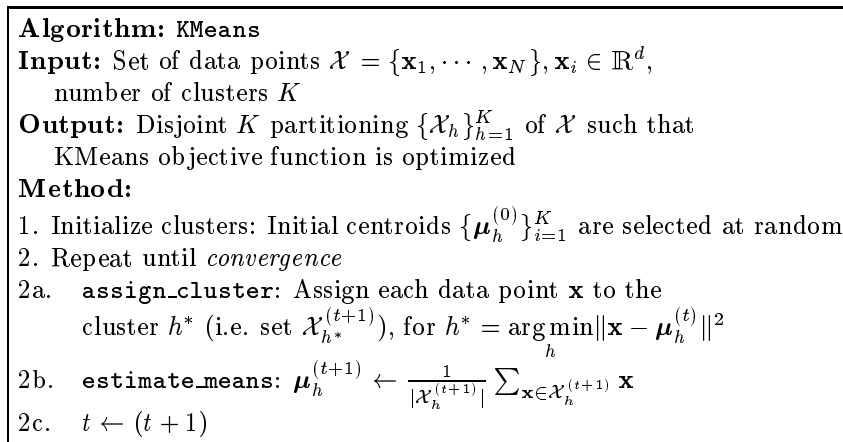 Algorithm: KMeans
Input: Set of data points 𝒳 = {x₁, ⋯ , x_N}, xᵢ ∈ ℝᵈ,
number of clusters K
Output: Disjoint K partitioning {𝒳_h}_{h=1}^K of 𝒳 such that
KMeans objective function is optimized
Method:
1. Initialize clusters: Initial centroids {μ_h^{(0)}}_{i=1}^K are selected at random
2. Repeat until convergence
2a. assign_cluster: Assign each data point x to the
cluster h* (i.e. set 𝒳_{h*}^{(t+1)}), for h* = arg min_h ‖x − μ_h^{(t)}‖²
2b. estimate_means: μ_h^{(t+1)} ← 1/|𝒳_h^{(t+1)}| ∑_{x∈𝒳_h^{(t+1)}} x
2c. t ← (t + 1)